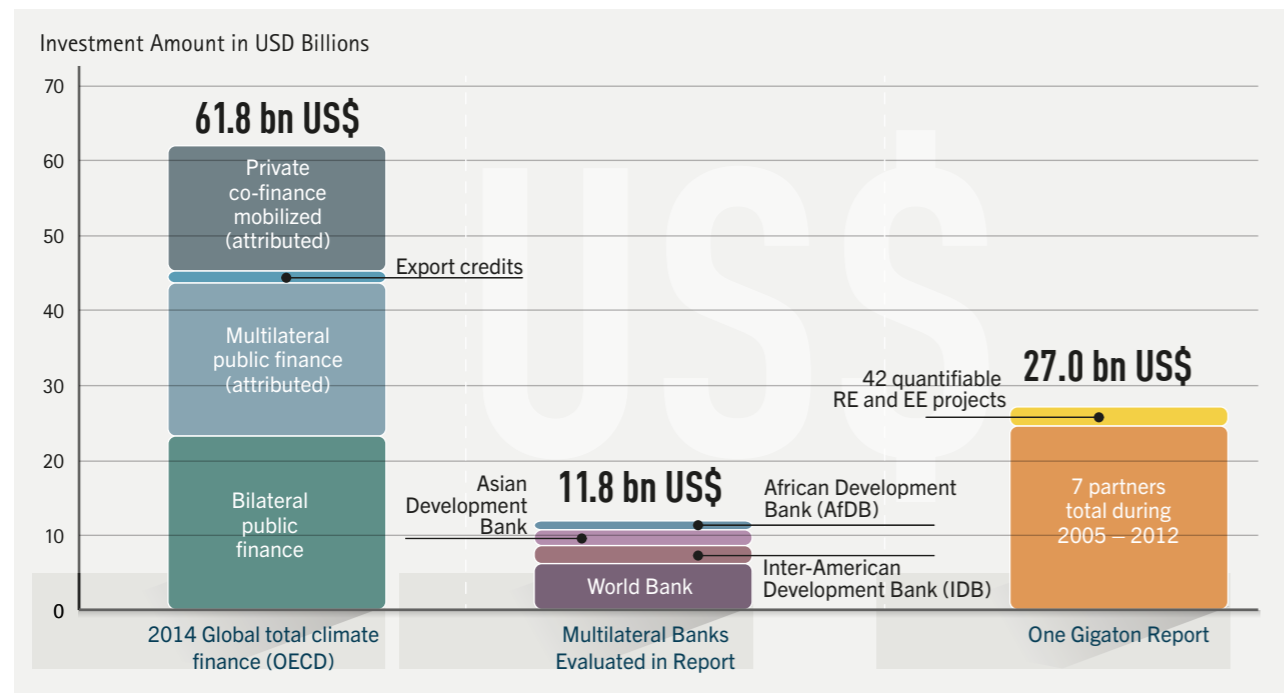 Investment Amount in USD Billions
70
60
50
40
30
20
10
0
61.8 bn US$
Private
co-finance
mobilized
(attributed)
Export credits
Multilateral
public finance
(attributed)
Bilateral
public
finance
2014 Global total climate
finance (OECD)
US$
11.8 bn US$
Asian
Development
Bank
African Development
Bank (AfDB)
Inter-American
Development Bank (IDB)
World Bank
Multilateral Banks
Evaluated in Report
27.0 bn US$
42 quantifiable
RE and EE projects
7 partners
total during
2005 – 2012
One Gigaton Report